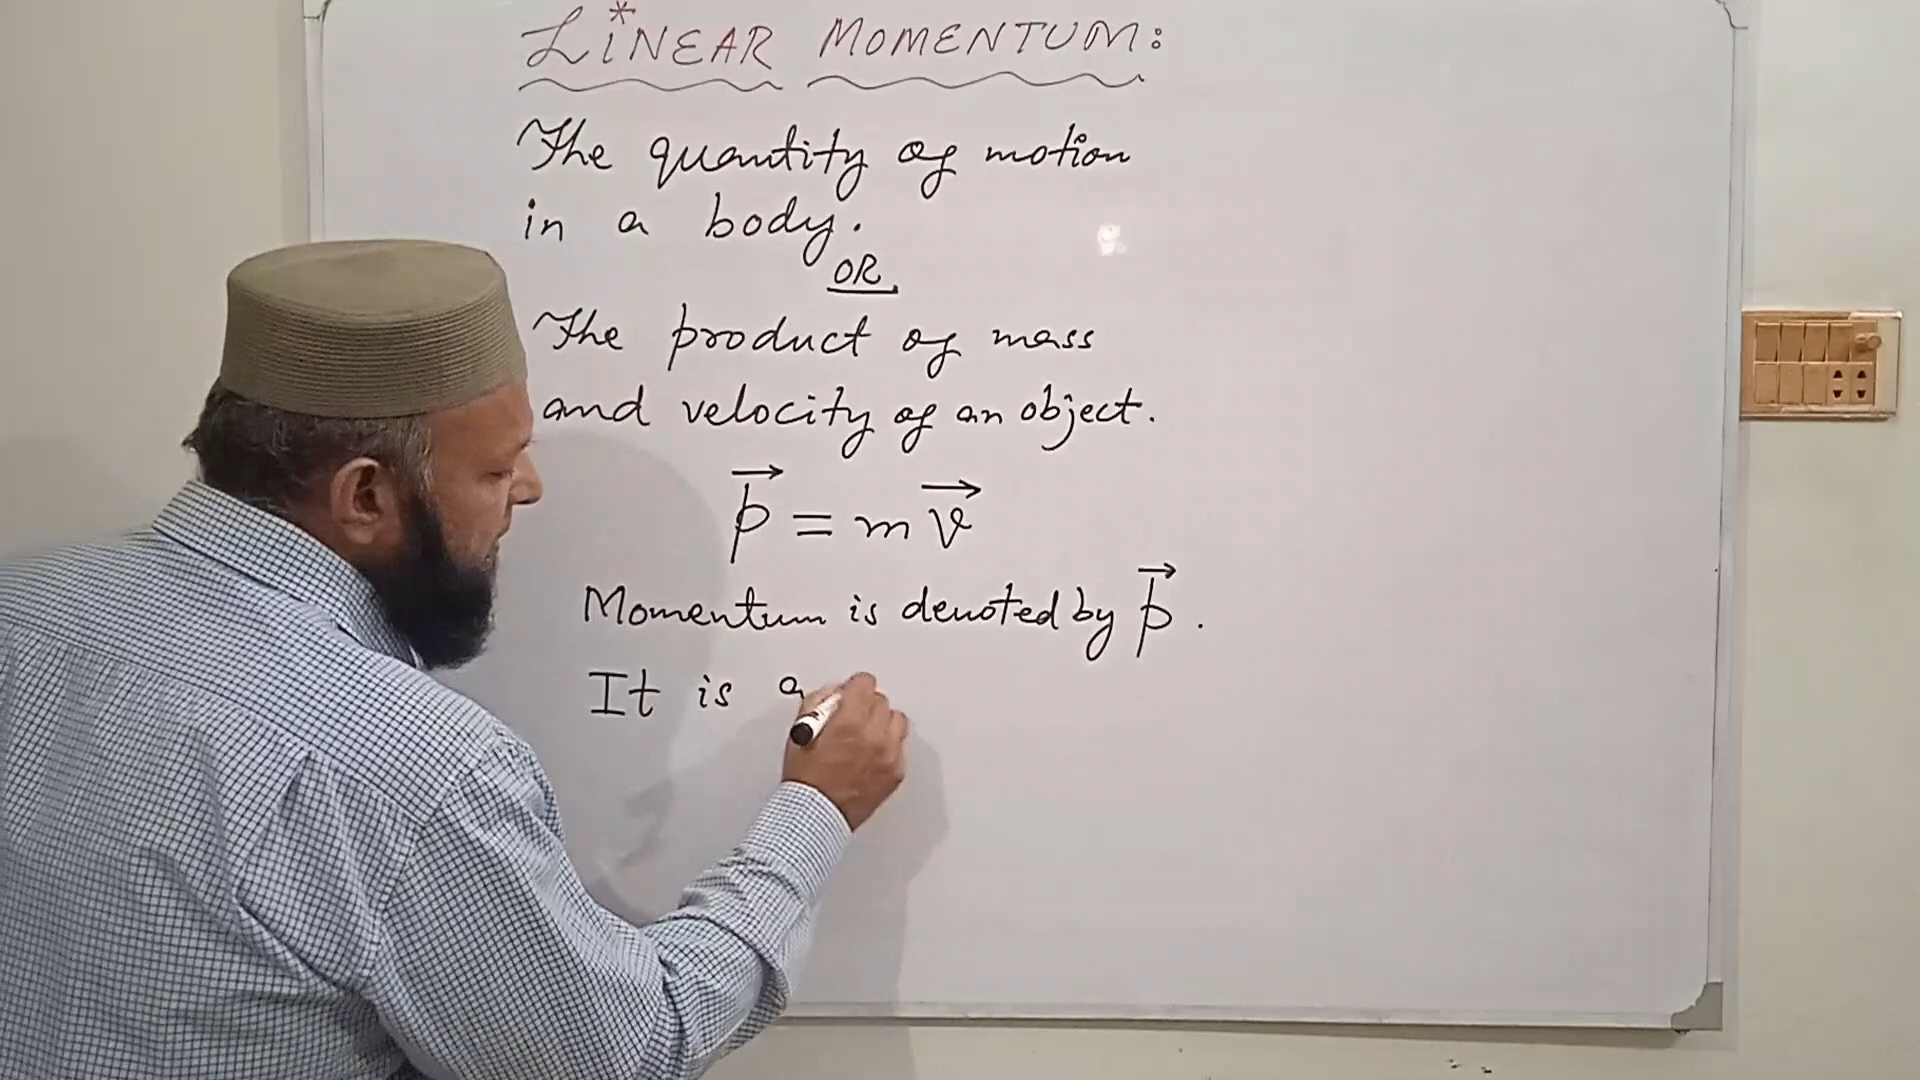 LiNEAR MOMENTUM:
The quantity of motion
in a body.
OR
The product of mass
and velocity of an object.
p⃗ = m v⃗
Momentum is denoted by p⃗.
It is a